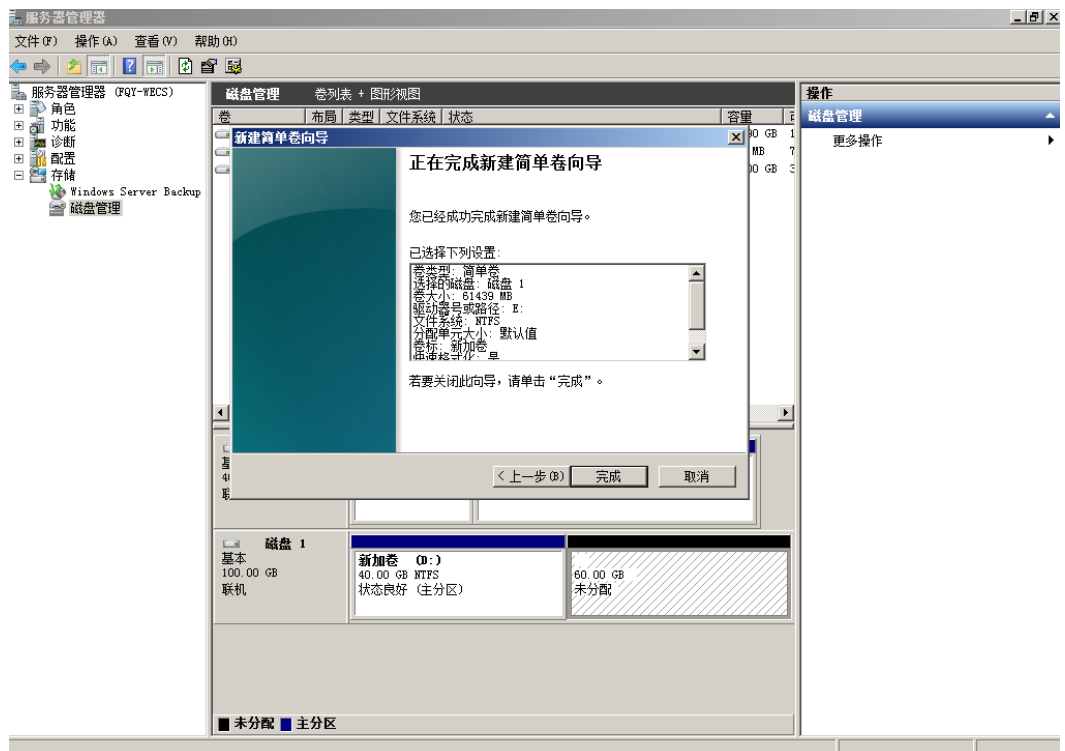 服务器管理器
文件(F) 操作(A) 查看(V) 帮助(H)
服务器管理器 (FQY-WECS)
角色
功能
诊断
配置
存储
Windows Server Backup
磁盘管理
磁盘管理 卷列表 + 图形视图
卷 布局 类型 文件系统 状态 容量
GB
MB
GB
新建简单卷向导
正在完成新建简单卷向导
您已经成功完成新建简单卷向导。
已选择下列设置:
卷类型: 简单卷
选择的磁盘: 磁盘 1
卷大小: 61439 MB
驱动器号或路径: E:
文件系统: NTFS
分配单元大小: 默认值
卷标: 新加卷
快速格式化: 是
若要关闭此向导，请单击“完成”。
< 上一步(B) 完成 取消
磁盘 1
基本
100.00 GB
联机
新加卷 (D:)
40.00 GB NTFS
状态良好 (主分区)
60.00 GB
未分配
未分配 主分区
操作
磁盘管理
更多操作